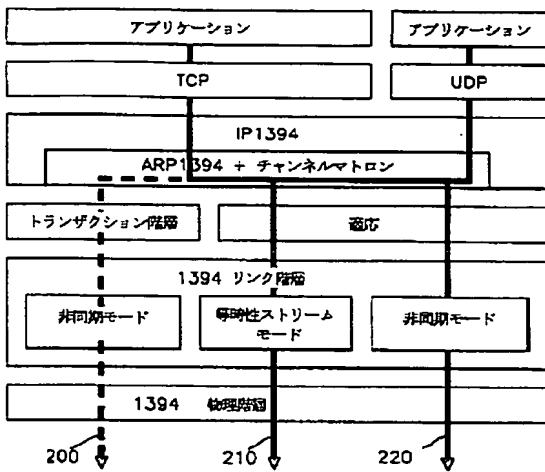 アプリケーション
アプリケーション
TCP
UDP
IP1394
ARP1394 + チャンネルマトロン
トランザクション階層
適応
1394 リンク階層
非同期モード
等時性ストリーム
モード
非同期モード
1394 物理階層
200
210
220